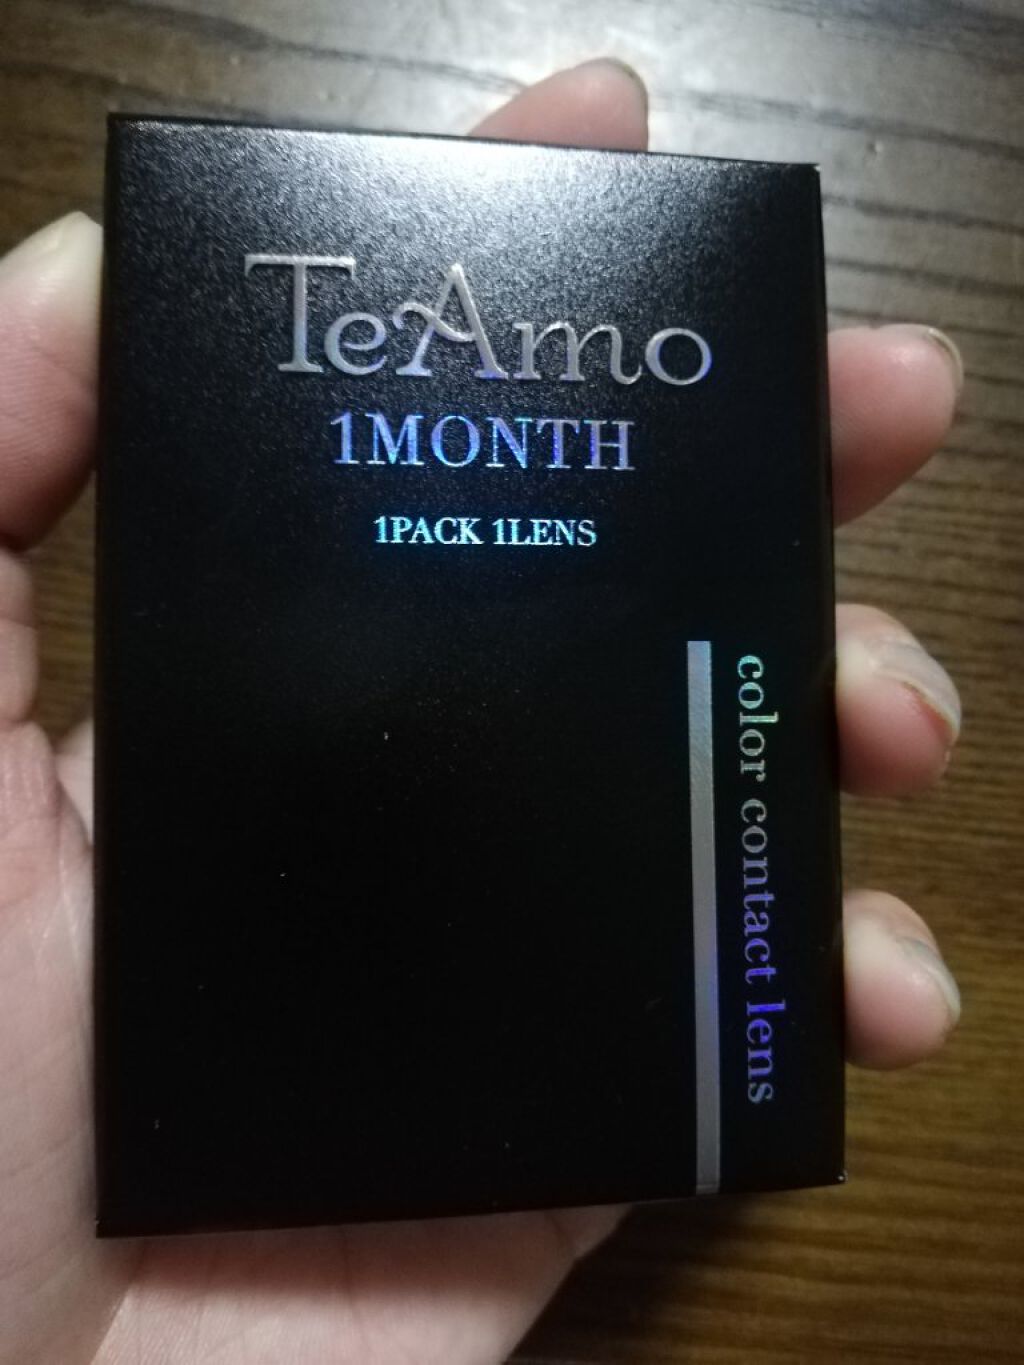 TeAmo
1MONTH
1PACK 1LENS
color contact lens